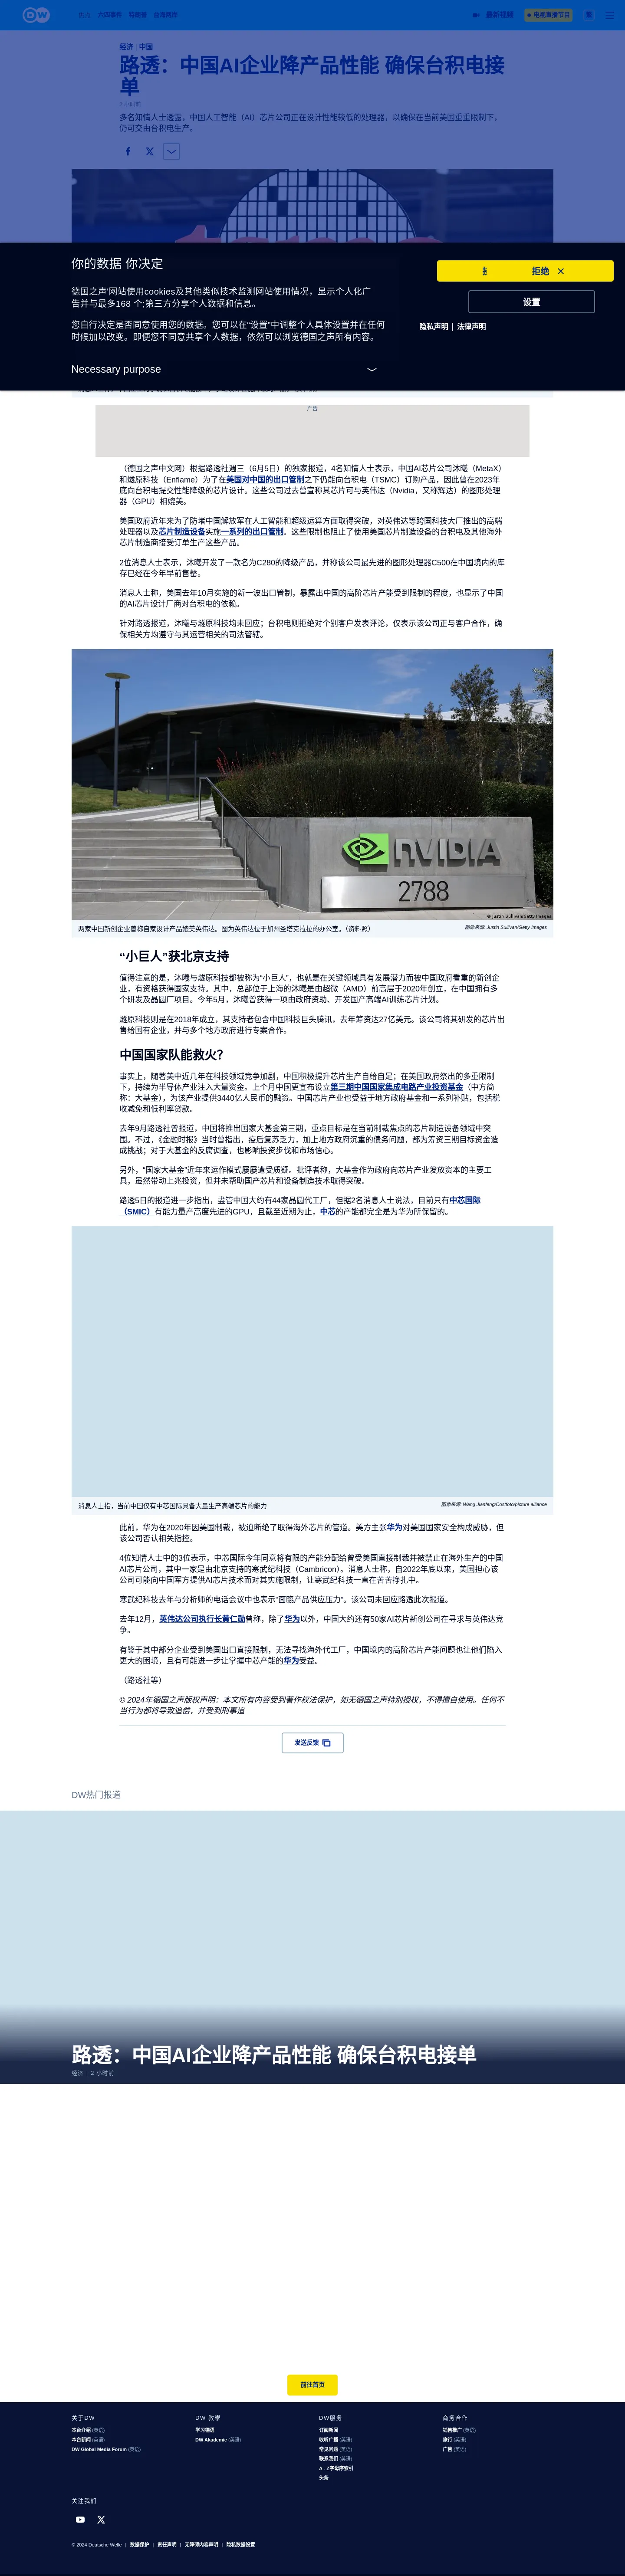 DW
最新视频
电视直播节目
经济 | 中国
路透：中国AI企业降产品性能 确保台积电接
单
2 小时前
多名知情人士透露，中国人工智能（AI）芯片公司正在设计性能较低的处理器，以确保在当前美国重重限制下，
仍可交由台积电生产。
你的数据 你决定
德国之声'网站使用cookies及其他类似技术监测网站使用情况，显示个人化广
告并与最多168 个;第三方分享个人数据和信息。
您自行决定是否同意使用您的数据。您可以在“设置”中调整个人具体设置并在任何
时候加以改变。即便您不同意共享个人数据，依然可以浏览德国之声所有内容。
Necessary purpose
拒绝
设置
隐私声明 | 法律声明
广告
（德国之声中文网）根据路透社週三（6月5日）的独家报道，4名知情人士表示，中国AI芯片公司沐曦（MetaX）
和燧原科技（Enflame）为了在美国对中国的出口管制之下仍能向台积电（TSMC）订购产品，因此曾在2023年
底向台积电提交性能降级的芯片设计。这些公司过去曾宣称其芯片可与英伟达（Nvidia，又称辉达）的图形处理
器（GPU）相媲美。
美国政府近年来为了防堵中国解放军在人工智能和超级运算方面取得突破，对英伟达等跨国科技大厂推出的高端
处理器以及芯片制造设备实施一系列的出口管制。这些限制也阻止了使用美国芯片制造设备的台积电及其他海外
芯片制造商接受订单生产这些产品。
2位消息人士表示，沐曦开发了一款名为C280的降级产品，并称该公司最先进的图形处理器C500在中国境内的库
存已经在今年早前售罄。
消息人士称，美国去年10月实施的新一波出口管制，暴露出中国的高阶芯片产能受到限制的程度，也显示了中国
的AI芯片设计厂商对台积电的依赖。
针对路透报道，沐曦与燧原科技均未回应；台积电则拒绝对个别客户发表评论，仅表示该公司正与客户合作，确
保相关方均遵守与其运营相关的司法管辖。
NVIDIA
2788
© Justin Sullivan/Getty Images
两家中国新创企业曾称自家设计产品媲美英伟达。图为英伟达位于加州圣塔克拉拉的办公室。（资料照）
图像来源: Justin Sullivan/Getty Images
“小巨人”获北京支持
值得注意的是，沐曦与燧原科技都被称为“小巨人”，也就是在关键领域具有发展潜力而被中国政府看重的新创企
业，有资格获得国家支持。其中，总部位于上海的沐曦是由超微（AMD）前高层于2020年创立，在中国拥有多
个研发及晶圆厂项目。今年5月，沐曦曾获得一项由政府资助、开发国产高端AI训练芯片计划。
燧原科技则是在2018年成立，其支持者包含中国科技巨头腾讯，去年筹资达27亿美元。该公司将其研发的芯片出
售给国有企业，并与多个地方政府进行专案合作。
中国国家队能救火？
事实上，随著美中近几年在科技领域竞争加剧，中国积极提升芯片生产自给自足；在美国政府祭出的多重限制
下，持续为半导体产业注入大量资金。上个月中国更宣布设立第三期中国国家集成电路产业投资基金（中方简
称：大基金），为该产业提供3440亿人民币的融资。中国芯片产业也受益于地方政府基金和一系列补贴，包括税
收减免和低利率贷款。
去年9月路透社曾报道，中国将推出国家大基金第三期，重点目标是在当前制裁焦点的芯片制造设备领域中突
围。不过，《金融时报》当时曾指出，疫后复苏乏力，加上地方政府沉重的债务问题，都为筹资三期目标资金造
成挑战；对于大基金的反腐调查，也影响投资步伐和市场信心。
另外，“国家大基金”近年来运作模式屡屡遭受质疑。批评者称，大基金作为政府向芯片产业发放资本的主要工
具，虽然带动上兆投资，但并未帮助国产芯片和设备制造技术取得突破。
路透5日的报道进一步指出，盡管中国大约有44家晶圆代工厂，但据2名消息人士说法，目前只有中芯国际
（SMIC）有能力量产高度先进的GPU，且截至近期为止，中芯的产能都完全是为华为所保留的。
消息人士指，当前中国仅有中芯国际具备大量生产高端芯片的能力
图像来源: Wang Jianfeng/Costfoto/picture alliance
此前，华为在2020年因美国制裁，被迫断绝了取得海外芯片的管道。美方主张华为对美国国家安全构成威胁，但
该公司否认相关指控。
4位知情人士中的3位表示，中芯国际今年同意将有限的产能分配给曾受美国直接制裁并被禁止在海外生产的中国
AI芯片公司，其中一家是由北京支持的寒武纪科技（Cambricon）。消息人士称，自2022年底以来，美国担心该
公司可能向中国军方提供AI芯片技术而对其实施限制，让寒武纪科技一直在苦苦挣扎中。
寒武纪科技去年与分析师的电话会议中也表示“面臨产品供应压力”。该公司未回应路透此次报道。
去年12月，英伟达公司执行长黄仁勋曾称，除了华为以外，中国大约还有50家AI芯片新创公司在寻求与英伟达竞
争。
有鉴于其中部分企业受到美国出口直接限制，无法寻找海外代工厂，中国境内的高阶芯片产能问题也让他们陷入
更大的困境，且有可能进一步让掌握中芯产能的华为受益。
（路透社等）
© 2024年德国之声版权声明：本文所有内容受到著作权法保护，如无德国之声特别授权，不得擅自使用。任何不
当行为都将导致追偿，并受到刑事追
发送反馈
DW热门报道
路透：中国AI企业降产品性能 确保台积电接单
经济 | 2 小时前
前往首页
关于DW
本台介绍 (英语)
本台新闻 (英语)
DW Global Media Forum (英语)
DW 教學
学习德语
DW Akademie (英语)
DW服务
订阅新闻
收听广播 (英语)
常见问题 (英语)
联系我们 (英语)
A - Z字母序索引
头条
商务合作
销售推广 (英语)
旅行 (英语)
广告 (英语)
关注我们
© 2024 Deutsche Welle | 数据保护 | 责任声明 | 无障碍内容声明 | 隐私数据设置